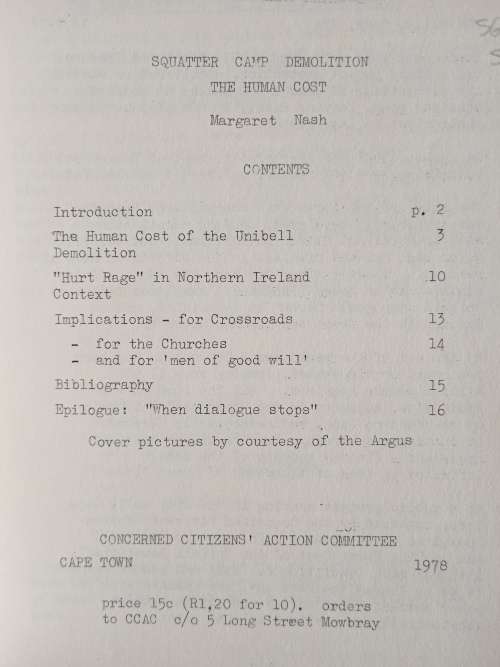 SQUATTER CAMP DEMOLITION
THE HUMAN COST
Margaret Nash
CONTENTS
Introduction p. 2
The Human Cost of the Unibell 3
Demolition
"Hurt Rage" in Northern Ireland 10
Context
Implications - for Crossroads 13
- for the Churches 14
- and for 'men of good will'
Bibliography 15
Epilogue: "When dialogue stops" 16
Cover pictures by courtesy of the Argus
CONCERNED CITIZENS' ACTION COMMITTEE
CAPE TOWN 1978
price 15c (R1,20 for 10). orders
to CCAC c/o 5 Long Street Mowbray